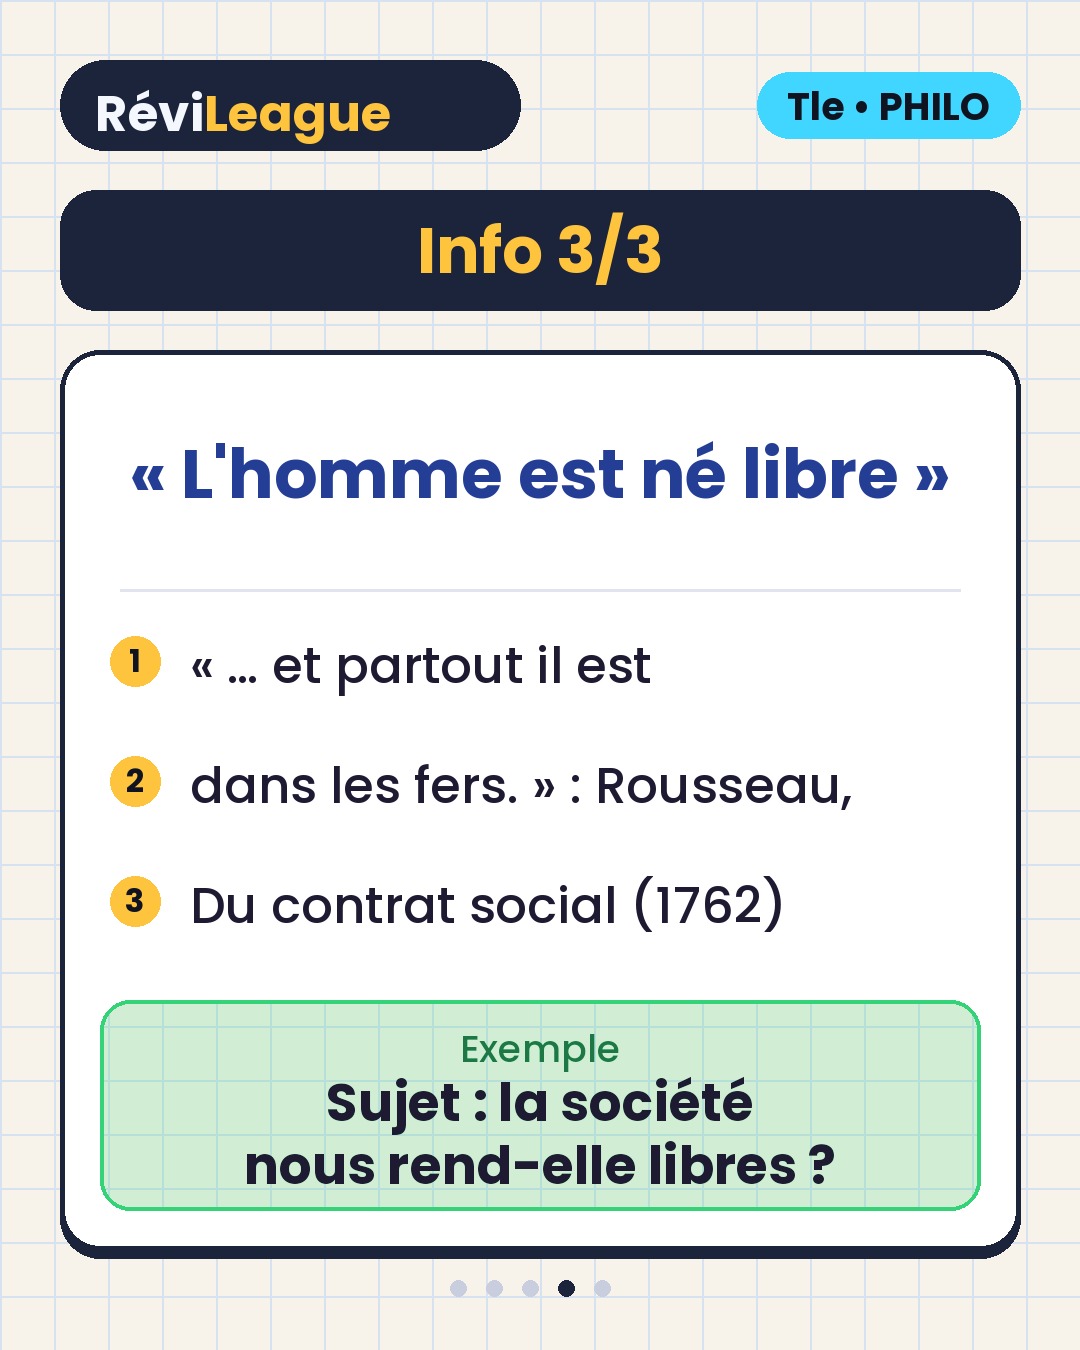 RéviLeague
Tle • PHILO
Info 3/3
« L'homme est né libre »
1 « ... et partout il est
2 dans les fers. » : Rousseau,
3 Du contrat social (1762)
Exemple
Sujet : la société
nous rend-elle libres ?